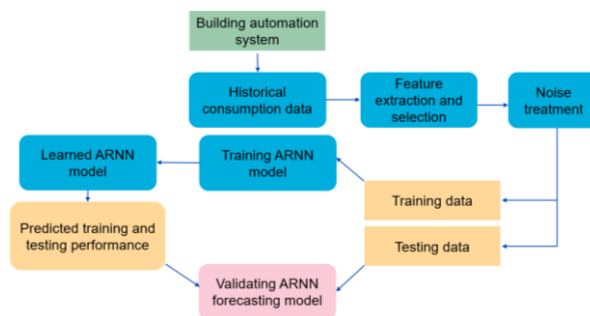 Building automation
system
Historical
consumption data
Feature
extraction and
selection
Noise
treatment
Learned ARNN
model
Training ARNN model
Training data
Predicted training and
testing performance
Testing data
Validating ARNN
forecasting model